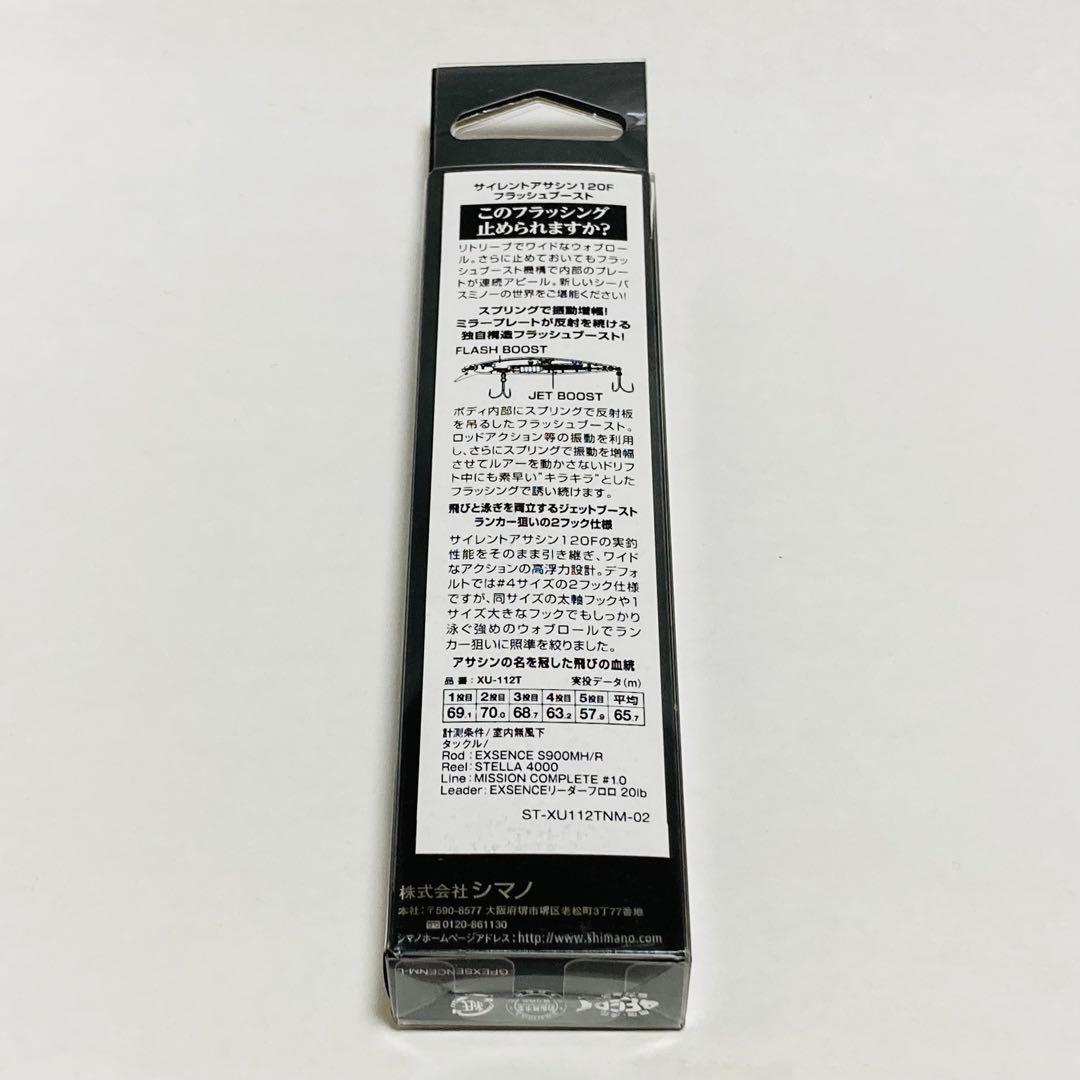 サイレントアサシン120F
フラッシュブースト
このフラッシング
止められますか?
リトリーブでワイドなウォブロー
ル。さらに止めておいてもフラッ
シュブースト機構で内部のプレー
トが連続アピール。新しいシーバ
スミノーの世界をご堪能ください!
スプリングで振動増幅!
ミラープレートが反射を続ける
独自構造フラッシュブースト!
FLASH BOOST
JET BOOST
ボディ内部にスプリングで反射板
を吊るしたフラッシュブースト。
ロッドアクション等の振動を利用
し、さらにスプリングで振動を増幅
させてルアーを動かさないドリフ
ト中にも素早い"キラキラ"とした
フラッシングで誘い続けます。
飛びと泳ぎを両立するジェットブースト
ランカー狙いの2フック仕様
サイレントアサシン120Fの実釣
性能をそのまま引き継ぎ、ワイド
なアクションの高浮力設計。デフォ
ルトでは#4サイズの2フック仕様
ですが、同サイズの太軸フックや1
サイズ大きなフックでもしっかり
泳ぐ強めのウォブロールでラン
カー狙いに照準を絞りました。
アサシンの名を冠した飛びの血統
品番:XU-112T 実投データ(m)
1投目 2投目 3投目 4投目 5投目 平均
69.1 70.0 68.7 63.2 57.9 65.7
計測条件/室内無風下
タックル/
Rod:EXSENCE S900MH/R
Reel:STELLA 4000
Line:MISSION COMPLETE #1.0
Leader:EXSENCEリーダーフロロ 20lb
ST-XU112TNM-02
株式会社シマノ
本社:〒590-8577 大阪府堺市堺区老松町3丁77番地
0120-861130
シマノホームページアドレス:http://www.shimano.com
GPEXSENCENM-L